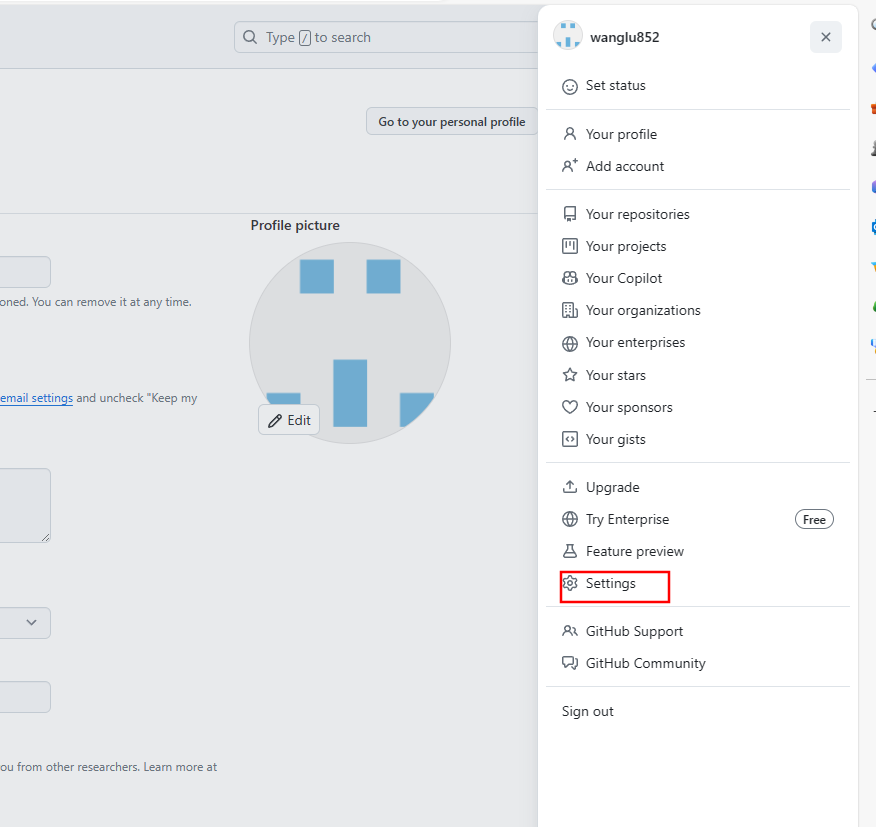 Type / to search
Go to your personal profile
Profile picture
oned. You can remove it at any time.
email settings and uncheck "Keep my
Edit
ou from other researchers. Learn more at
wanglu852
Set status
Your profile
Add account
Your repositories
Your projects
Your Copilot
Your organizations
Your enterprises
Your stars
Your sponsors
Your gists
Upgrade
Try Enterprise Free
Feature preview
Settings
GitHub Support
GitHub Community
Sign out